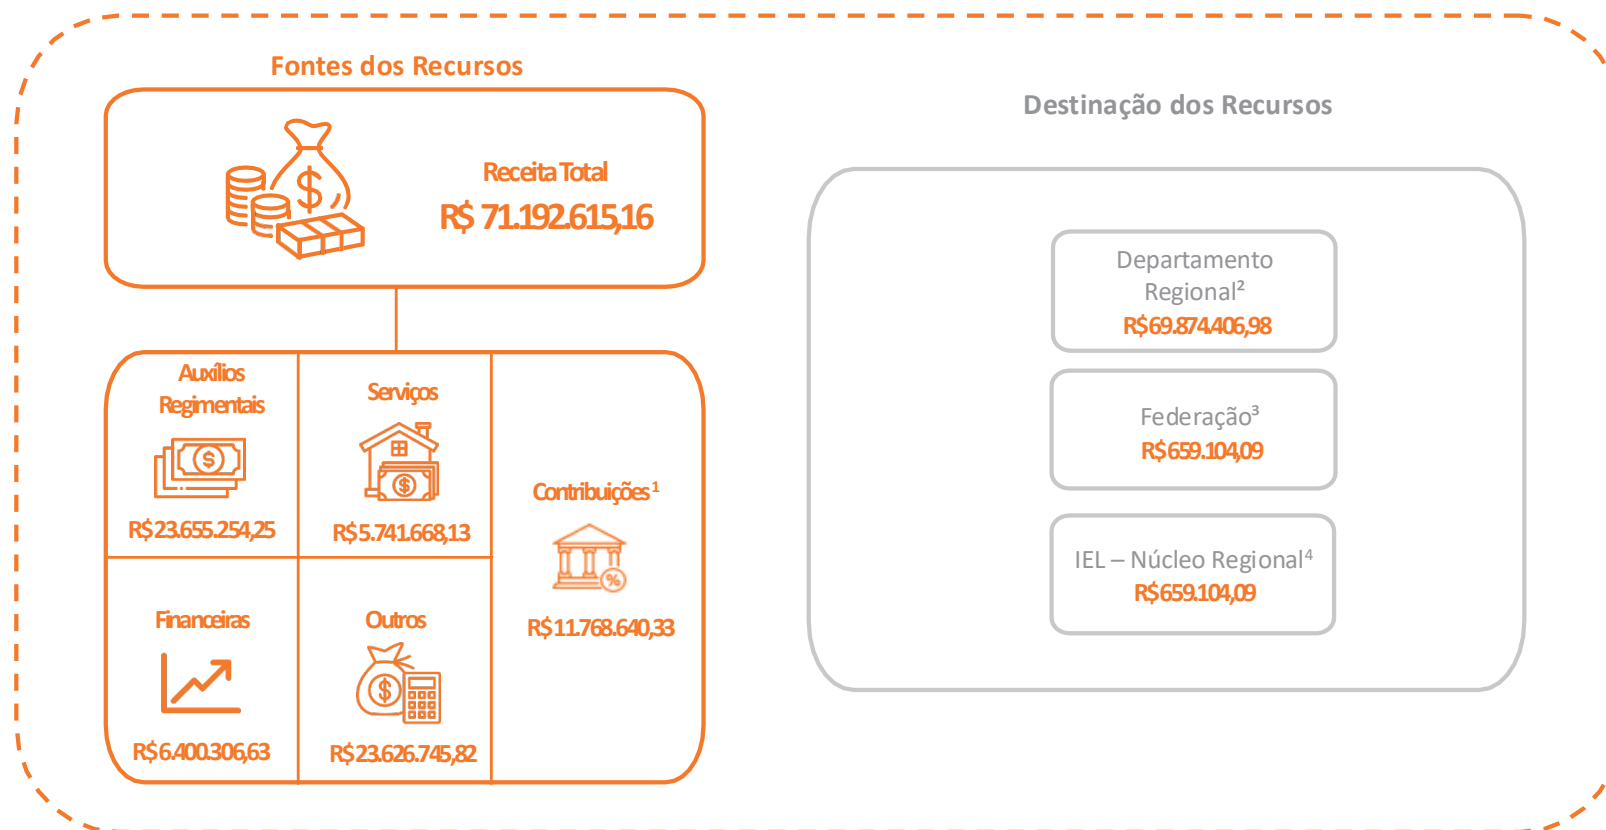 Fontes dos Recursos
Receita Total
R$ 71.192.615,16
Auxílios
Regimentais
R$ 23.655.254,25
Serviços
R$ 5.741.668,13
Contribuições¹
R$ 11.768.640,33
Financeiras
R$ 6.400.306,63
Outros
R$ 23.626.745,82
Destinação dos Recursos
Departamento
Regional²
R$ 69.874.406,98
Federação³
R$ 659.104,09
IEL – Núcleo Regional⁴
R$ 659.104,09